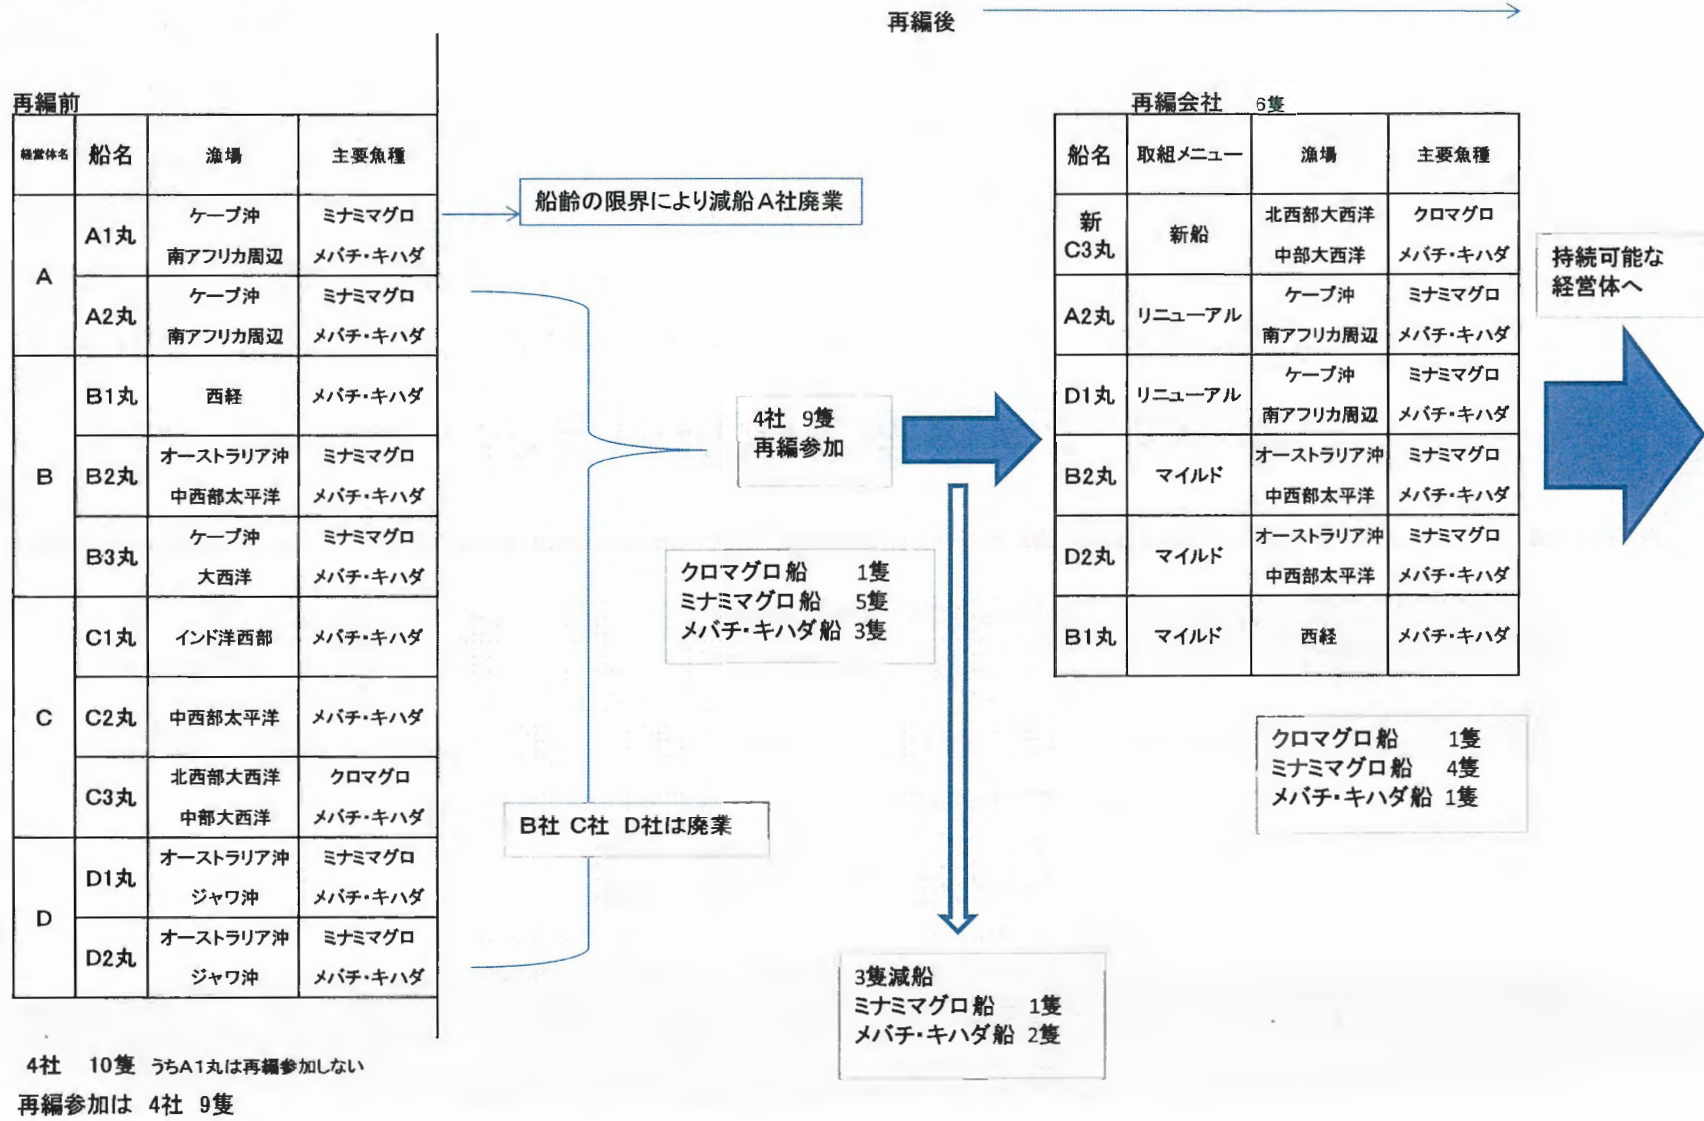 再編後
再編前
経営体名 船名 漁場 主要魚種
A
A1丸
ケープ沖 ミナミマグロ
南アフリカ周辺 メバチ・キハダ
A2丸
ケープ沖 ミナミマグロ
南アフリカ周辺 メバチ・キハダ
B
B1丸 西経 メバチ・キハダ
B2丸
オーストラリア沖 ミナミマグロ
中西部太平洋 メバチ・キハダ
B3丸
ケープ沖 ミナミマグロ
大西洋 メバチ・キハダ
C
C1丸 インド洋西部 メバチ・キハダ
C2丸 中西部太平洋 メバチ・キハダ
C3丸
北西部大西洋 クロマグロ
中部大西洋 メバチ・キハダ
D
D1丸
オーストラリア沖 ミナミマグロ
ジャワ沖 メバチ・キハダ
D2丸
オーストラリア沖 ミナミマグロ
ジャワ沖 メバチ・キハダ
4社 10隻 うちA1丸は再編参加しない
再編参加は 4社 9隻
船齢の限界により減船A社廃業
4社 9隻
再編参加
クロマグロ船 1隻
ミナミマグロ船 5隻
メバチ・キハダ船 3隻
B社 C社 D社は廃業
3隻減船
ミナミマグロ船 1隻
メバチ・キハダ船 2隻
再編会社 6隻
船名 取組メニュー 漁場 主要魚種
新
C3丸
新船
北西部大西洋 クロマグロ
中部大西洋 メバチ・キハダ
A2丸 リニューアル
ケープ沖 ミナミマグロ
南アフリカ周辺 メバチ・キハダ
D1丸 リニューアル
ケープ沖 ミナミマグロ
南アフリカ周辺 メバチ・キハダ
B2丸 マイルド
オーストラリア沖 ミナミマグロ
中西部太平洋 メバチ・キハダ
D2丸 マイルド
オーストラリア沖 ミナミマグロ
中西部太平洋 メバチ・キハダ
B1丸 マイルド 西経 メバチ・キハダ
クロマグロ船 1隻
ミナミマグロ船 4隻
メバチ・キハダ船 1隻
持続可能な
経営体へ